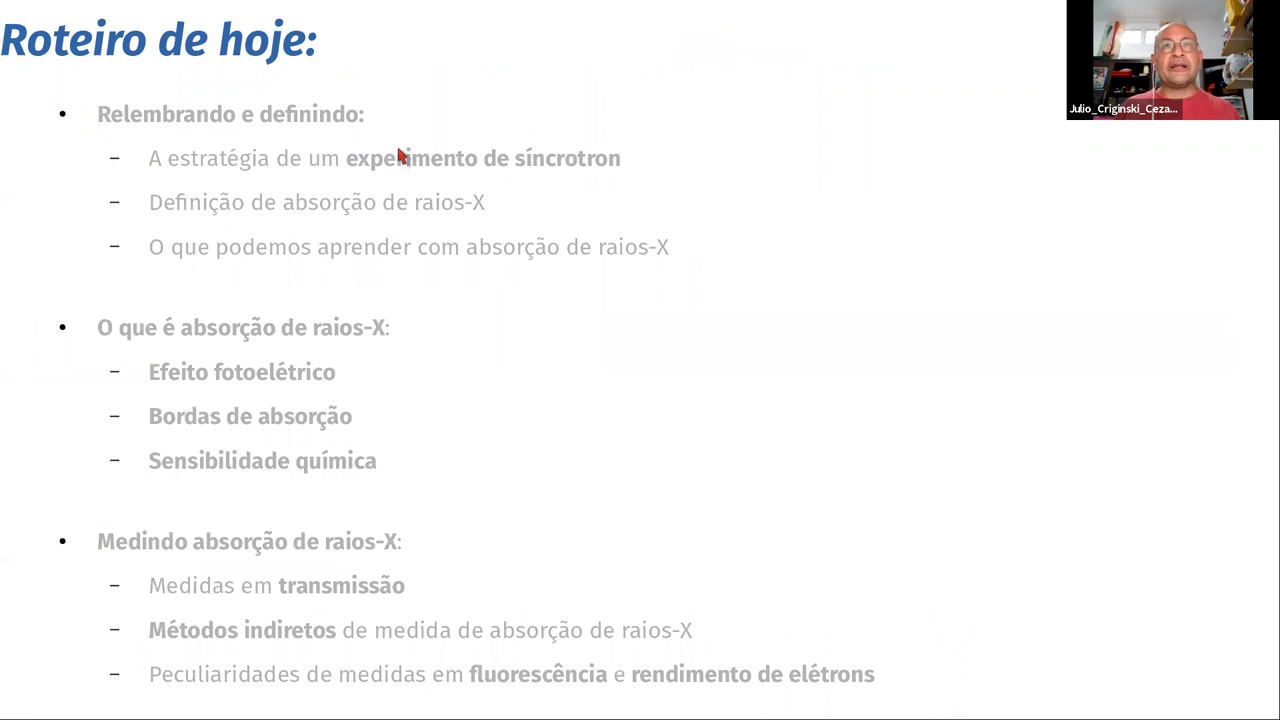 Roteiro de hoje:
Julio_Criginski_Ceza...
• Relembrando e definindo:
– A estratégia de um experimento de síncrotron
– Definição de absorção de raios-X
– O que podemos aprender com absorção de raios-X
• O que é absorção de raios-X:
– Efeito fotoelétrico
– Bordas de absorção
– Sensibilidade química
• Medindo absorção de raios-X:
– Medidas em transmissão
– Métodos indiretos de medida de absorção de raios-X
– Peculiaridades de medidas em fluorescência e rendimento de elétrons